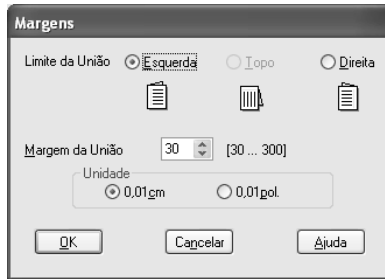 Margens
Limite da União Esquerda Topo Direita
Margem da União 30 [30 ... 300]
Unidade
0,01cm 0,01pol.
OK Cancelar Ajuda